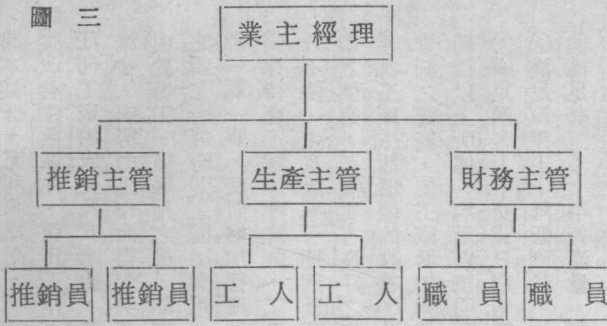 圖三
業主經理
推銷主管 生產主管 財務主管
推銷員 推銷員 工人 工人 職員 職員